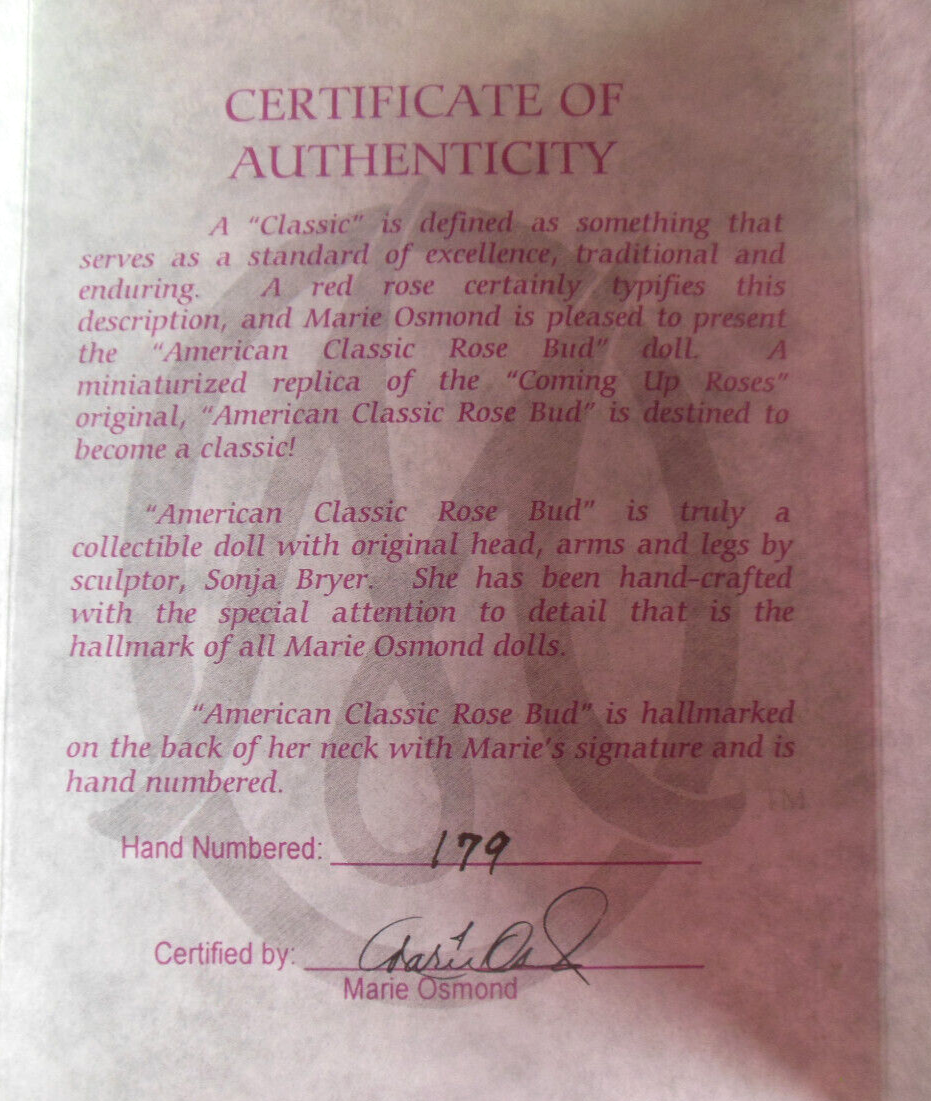 CERTIFICATE OF
AUTHENTICITY
A “Classic” is defined as something that
serves as a standard of excellence, traditional and
enduring. A red rose certainly typifies this
description, and Marie Osmond is pleased to present
the “American Classic Rose Bud” doll. A
miniaturized replica of the “Coming Up Roses”
original, “American Classic Rose Bud” is destined to
become a classic!
“American Classic Rose Bud” is truly a
collectible doll with original head, arms and legs by
sculptor, Sonja Bryer. She has been hand-crafted
with the special attention to detail that is the
hallmark of all Marie Osmond dolls.
“American Classic Rose Bud” is hallmarked
on the back of her neck with Marie’s signature and is
hand numbered.
TM
Hand Numbered: 179
Certified by: Marie Os
Marie Osmond